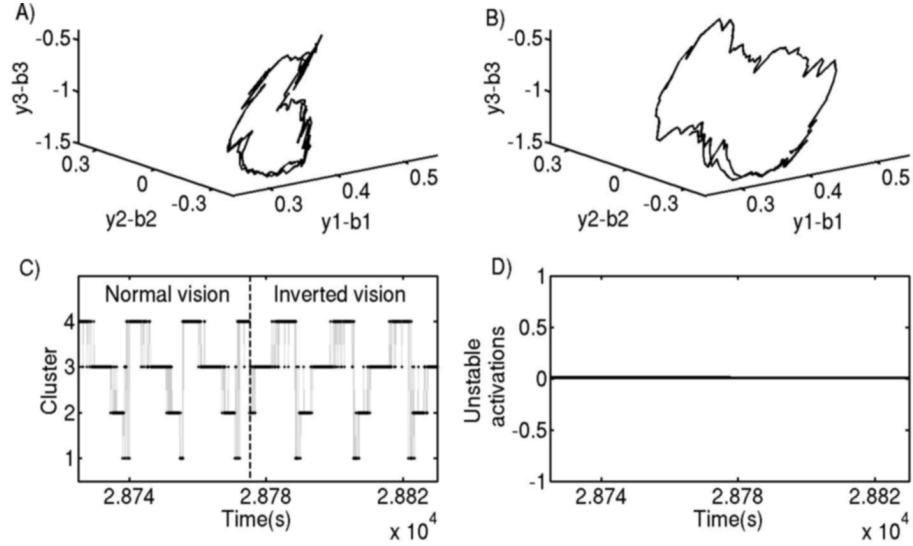 A)
B)
-0.5
-1
-1.5
y3-b3
0.3
0
-0.3
y2-b2
0.3
0.4
0.5
y1-b1
-0.5
-1
-1.5
y3-b3
0.3
0
-0.3
y2-b2
0.3
0.4
0.5
y1-b1
C)
Normal vision
Inverted vision
4
3
2
1
Cluster
2.874
2.878
2.882
Time(s)
x 10^4
D)
1
0.5
0
-0.5
-1
Unstable
activations
2.874
2.878
2.882
Time(s)
x 10^4